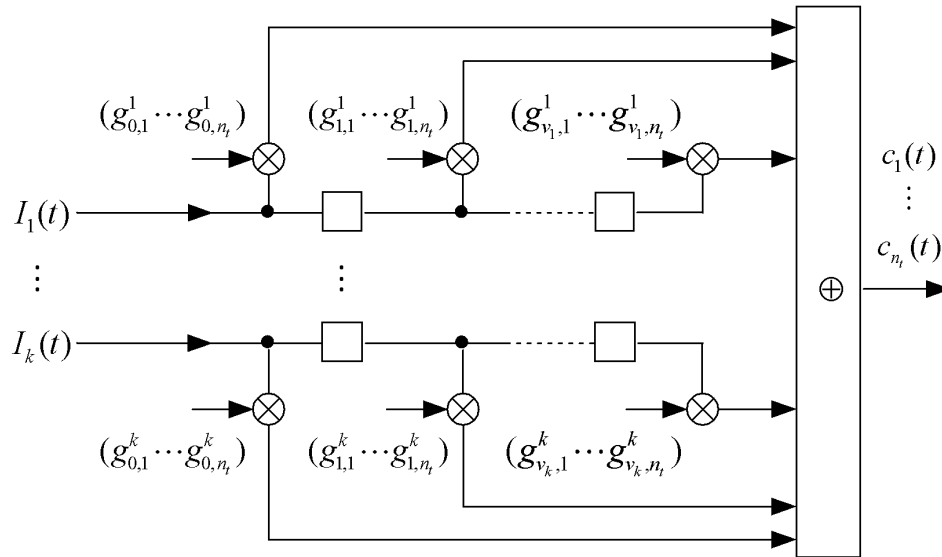 (g^1_{0,1} ⋯ g^1_{0,n_t}) (g^1_{1,1} ⋯ g^1_{1,n_t}) (g^1_{v_1,1} ⋯ g^1_{v_1,n_t})
I_1(t)
⋮ ⋮
I_k(t)
(g^k_{0,1} ⋯ g^k_{0,n_t}) (g^k_{1,1} ⋯ g^k_{1,n_t}) (g^k_{v_k,1} ⋯ g^k_{v_k,n_t})
c_1(t)
⋮
c_{n_t}(t)